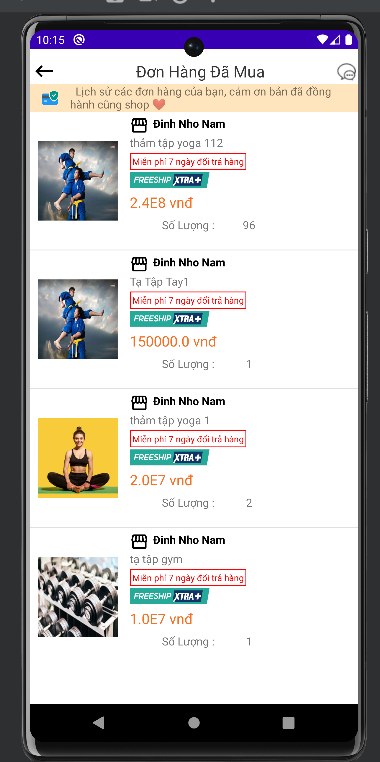 10:15
Đơn Hàng Đã Mua
Lịch sử các đơn hàng của bạn, cám ơn bản đã đồng
hành cũng shop ❤️
Đinh Nho Nam
thảm tập yoga 112
Miễn phí 7 ngày đổi trả hàng
FREESHIP XTRA+
2.4E8 vnđ
Số Lượng : 96
Đinh Nho Nam
Tạ Tập Tay1
Miễn phí 7 ngày đổi trả hàng
FREESHIP XTRA+
150000.0 vnđ
Số Lượng : 1
Đinh Nho Nam
thảm tập yoga 1
Miễn phí 7 ngày đổi trả hàng
FREESHIP XTRA+
2.0E7 vnđ
Số Lượng : 2
Đinh Nho Nam
tạ tập gym
Miễn phí 7 ngày đổi trả hàng
FREESHIP XTRA+
1.0E7 vnđ
Số Lượng : 1